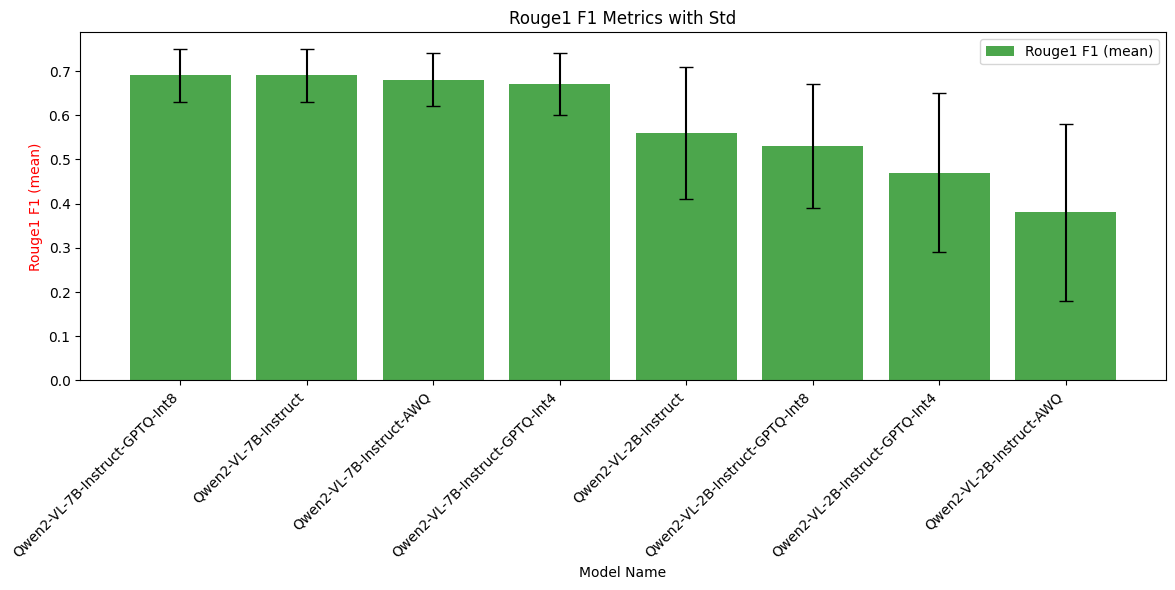 Rouge1 F1 Metrics with Std
Rouge1 F1 (mean)
Rouge1 F1 (mean)
0.7
0.6
0.5
0.4
0.3
0.2
0.1
0.0
Qwen2-VL-7B-Instruct-GPTQ-Int8
Qwen2-VL-7B-Instruct
Qwen2-VL-7B-Instruct-AWQ
Qwen2-VL-7B-Instruct-GPTQ-Int4
Qwen2-VL-2B-Instruct
Qwen2-VL-2B-Instruct-GPTQ-Int8
Qwen2-VL-2B-Instruct-GPTQ-Int4
Qwen2-VL-2B-Instruct-AWQ
Model Name